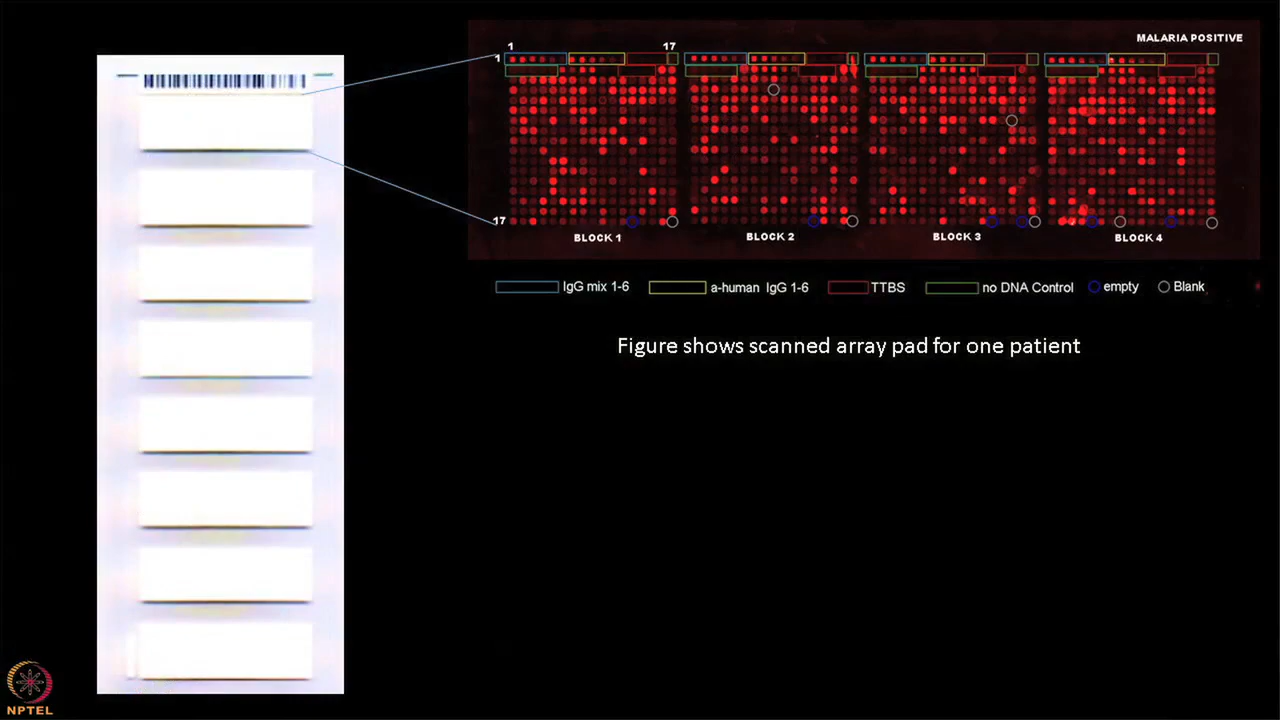 MALARIA POSITIVE
1 17
1
17
BLOCK 1 BLOCK 2 BLOCK 3 BLOCK 4
IgG mix 1-6 a-human IgG 1-6 TTBS no DNA Control empty Blank
Figure shows scanned array pad for one patient
NPTEL